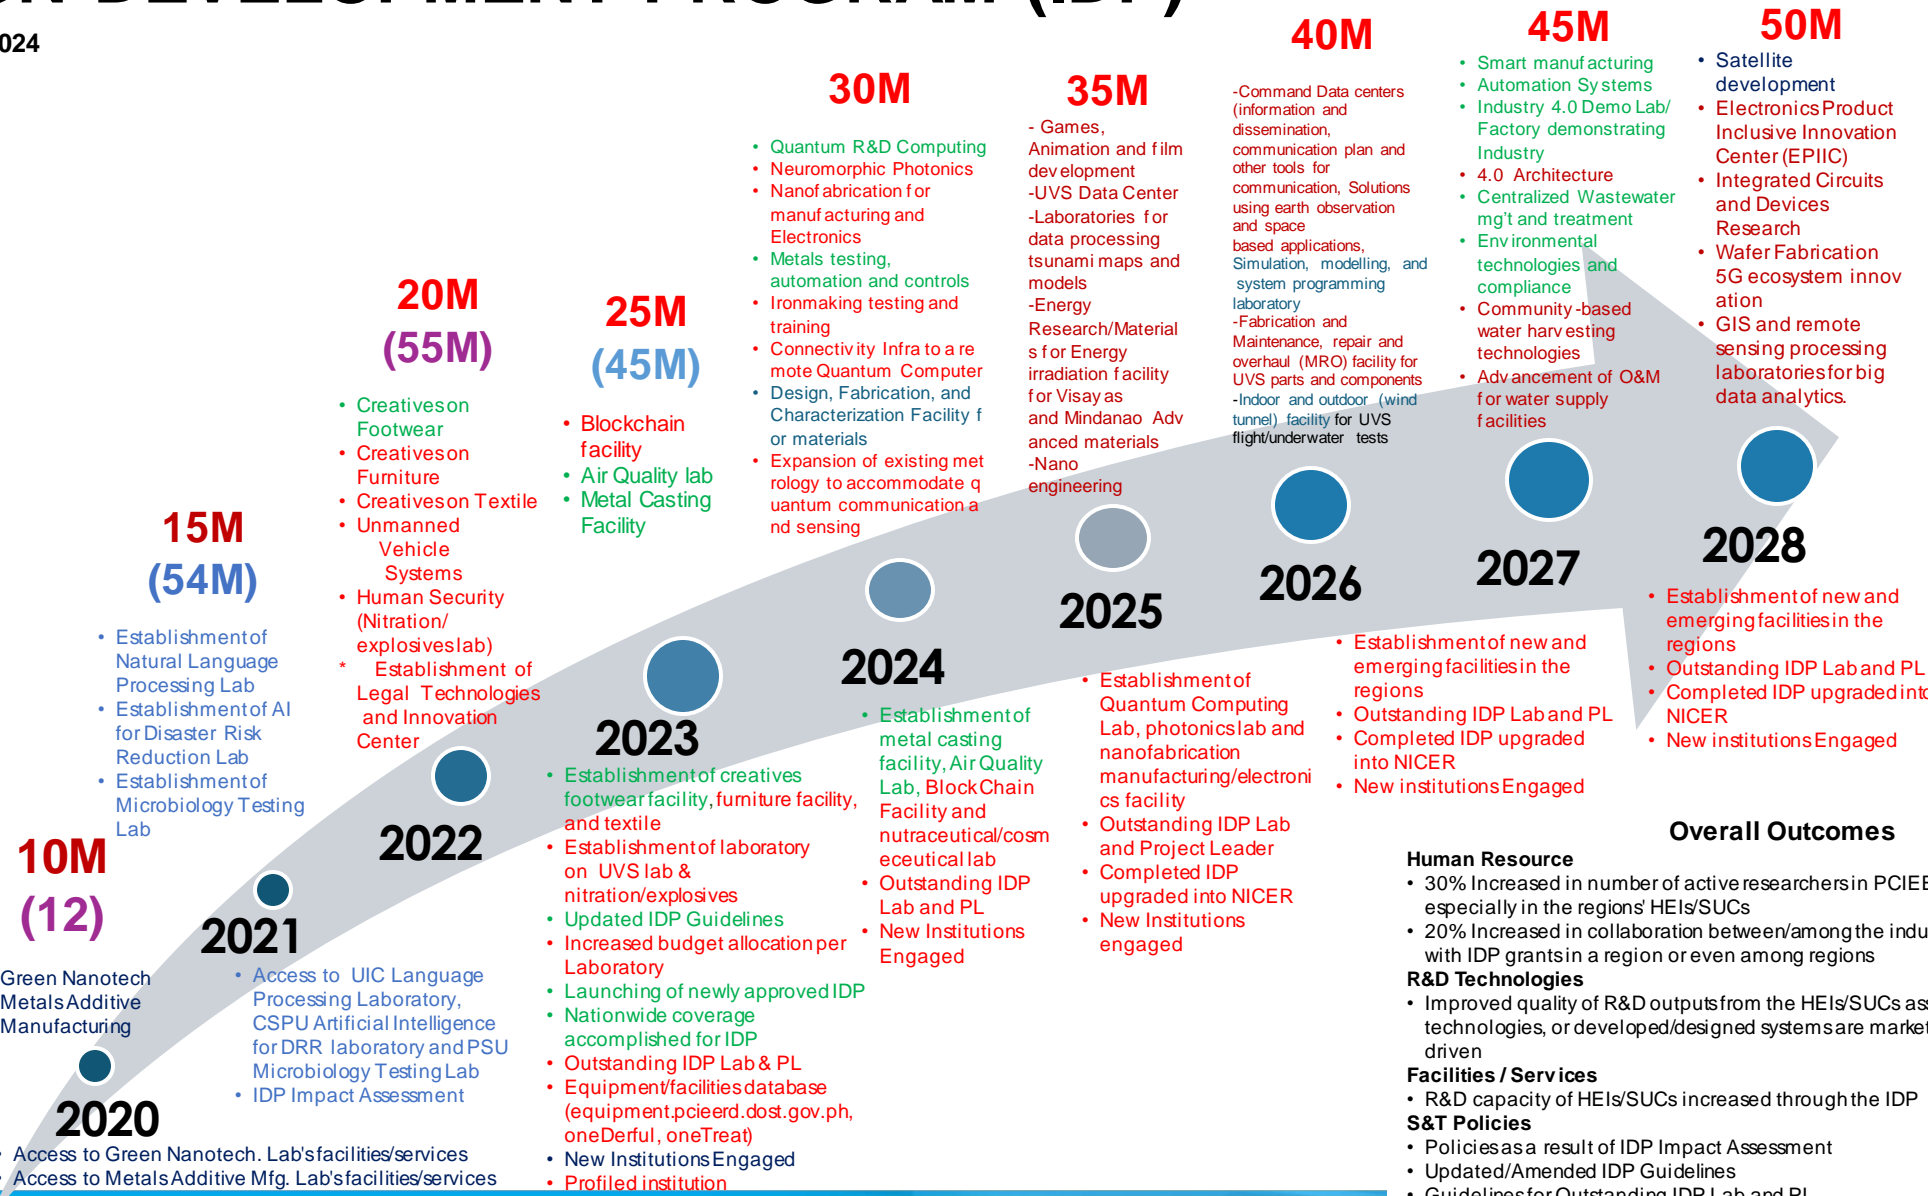 DEVELOPMENT PROGRAM (IDP)
024
10M
(12)
Green Nanotech
Metals Additive
Manufacturing
2020
Access to Green Nanotech. Lab's facilities/services
Access to Metals Additive Mfg. Lab's facilities/services
15M
(54M)
• Establishment of
Natural Language
Processing Lab
• Establishment of AI
for Disaster Risk
Reduction Lab
• Establishment of
Microbiology Testing
Lab
2021
• Access to UIC Language
Processing Laboratory,
CSPU Artificial Intelligence
for DRR laboratory and PSU
Microbiology Testing Lab
• IDP Impact Assessment
20M
(55M)
• Creatives on
Footwear
• Creatives on
Furniture
• Creatives on Textile
• Unmanned
Vehicle
Systems
• Human Security
(Nitration/
explosives lab)
* Establishment of
Legal Technologies
and Innovation
Center
2022
25M
(45M)
• Blockchain
facility
• Air Quality lab
• Metal Casting
Facility
2023
• Establishment of creatives
footwear facility, furniture facility,
and textile
• Establishment of laboratory
on UVS lab &
nitration/explosives
• Updated IDP Guidelines
• Increased budget allocation per
Laboratory
• Launching of newly approved IDP
• Nationwide coverage
accomplished for IDP
• Outstanding IDP Lab & PL
• Equipment/facilities database
(equipment.pcieerd.dost.gov.ph,
oneDerful, oneTreat)
• New Institutions Engaged
• Profiled institution
30M
• Quantum R&D Computing
• Neuromorphic Photonics
• Nanofabrication for
manufacturing and
Electronics
• Metals testing,
automation and controls
• Ironmaking testing and
training
• Connectivity Infra to a re
mote Quantum Computer
• Design, Fabrication, and
Characterization Facility f
or materials
• Expansion of existing met
rology to accommodate q
uantum communication a
nd sensing
2024
• Establishment of
metal casting
facility, Air Quality
Lab, BlockChain
Facility and
nutraceutical/cosm
eceutical lab
• Outstanding IDP
Lab and PL
• New Institutions
Engaged
35M
- Games,
Animation and film
development
-UVS Data Center
-Laboratories for
data processing
tsunami maps and
models
-Energy
Research/Material
s for Energy
irradiation facility
for Visayas
and Mindanao Adv
anced materials
-Nano
engineering
2025
• Establishment of
Quantum Computing
Lab, photonics lab and
nanofabrication
manufacturing/electroni
cs facility
• Outstanding IDP Lab
and Project Leader
• Completed IDP
upgraded into NICER
• New Institutions
engaged
40M
-Command Data centers
(information and
dissemination,
communication plan and
other tools for
communication, Solutions
using earth observation
and space
based applications,
Simulation, modelling, and
system programming
laboratory
-Fabrication and
Maintenance, repair and
overhaul (MRO) facility for
UVS parts and components
-Indoor and outdoor (wind
tunnel) facility for UVS
flight/underwater tests
2026
• Establishment of new and
emerging facilities in the
regions
• Outstanding IDP Lab and PL
• Completed IDP upgraded
into NICER
• New institutions Engaged
45M
• Smart manufacturing
• Automation Systems
• Industry 4.0 Demo Lab/
Factory demonstrating
Industry
• 4.0 Architecture
• Centralized Wastewater
mg't and treatment
• Environmental
technologies and
compliance
• Community-based
water harvesting
technologies
• Advancement of O&M
for water supply
facilities
2027
50M
• Satellite
development
• Electronics Product
Inclusive Innovation
Center (EPIIC)
• Integrated Circuits
and Devices
Research
• Wafer Fabrication
5G ecosystem innov
ation
• GIS and remote
sensing processing
laboratories for big
data analytics.
2028
• Establishment of new and
emerging facilities in the
regions
• Outstanding IDP Lab and PL
• Completed IDP upgraded into
NICER
• New institutions Engaged
Overall Outcomes
Human Resource
• 30% Increased in number of active researchers in PCIEE
especially in the regions' HEIs/SUCs
• 20% Increased in collaboration between/among the indu
with IDP grants in a region or even among regions
R&D Technologies
• Improved quality of R&D outputs from the HEIs/SUCs ass
technologies, or developed/designed systems are market
driven
Facilities / Services
• R&D capacity of HEIs/SUCs increased through the IDP
S&T Policies
• Policies as a result of IDP Impact Assessment
• Updated/Amended IDP Guidelines
• Guidelines for Outstanding IDP Lab and PL